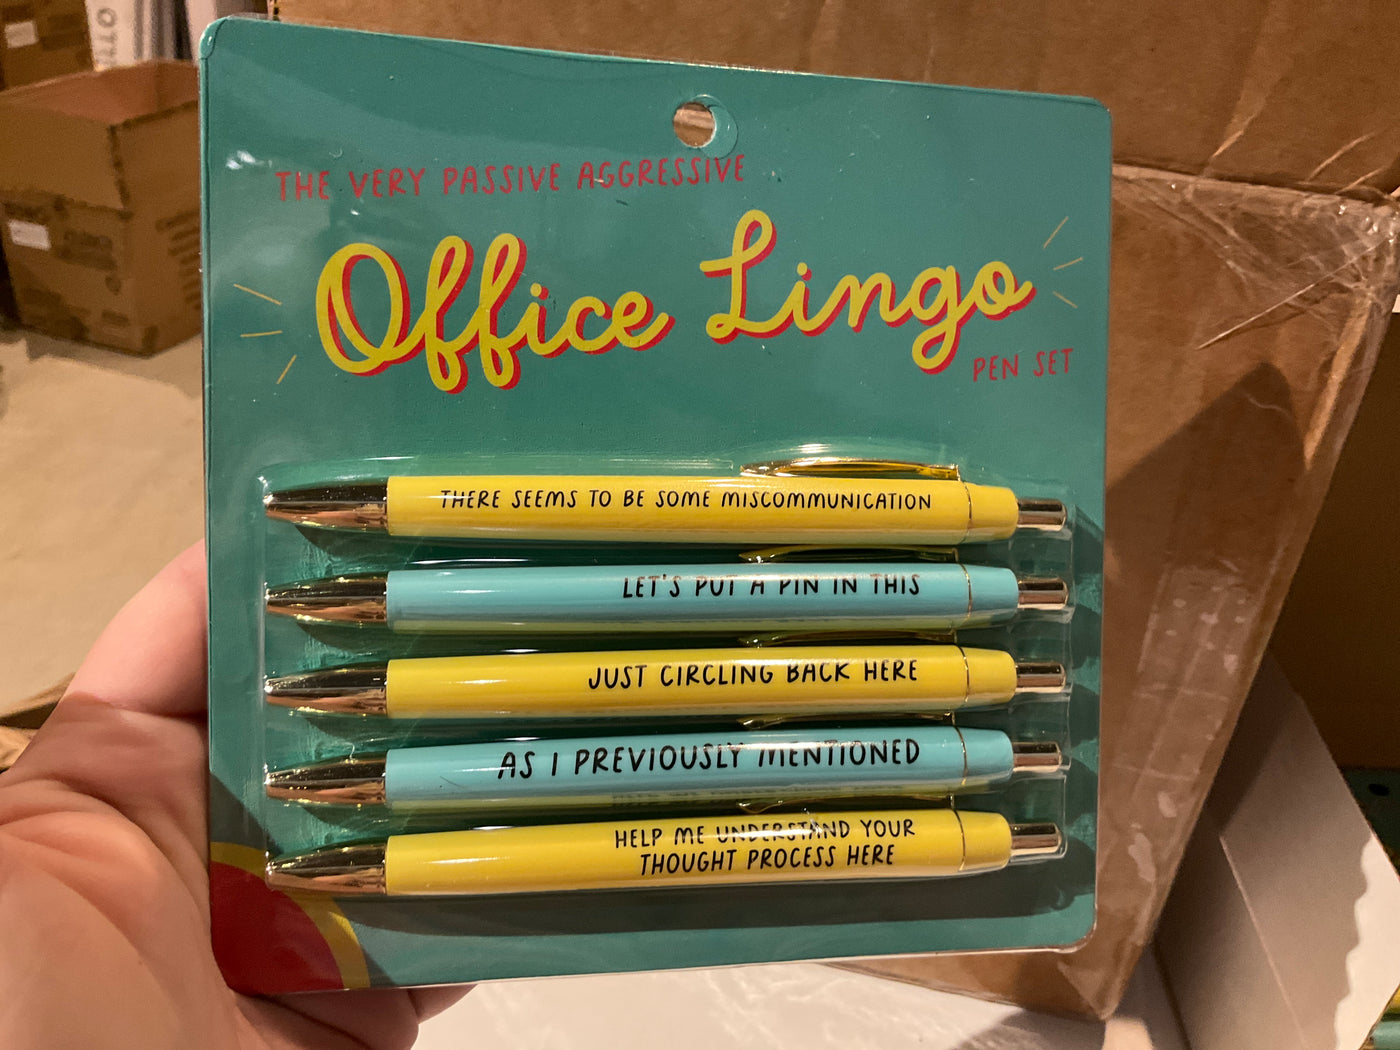 THE VERY PASSIVE AGGRESSIVE
Office Lingo
PEN SET
THERE SEEMS TO BE SOME MISCOMMUNICATION
LET'S PUT A PIN IN THIS
JUST CIRCLING BACK HERE
AS I PREVIOUSLY MENTIONED
HELP ME UNDERSTAND YOUR
THOUGHT PROCESS HERE